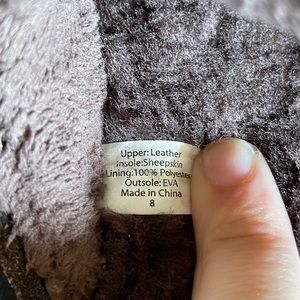 Upper:Leather
Insole:Sheepskin
Lining:100% Polyester
Outsole:EVA
Made in China
8